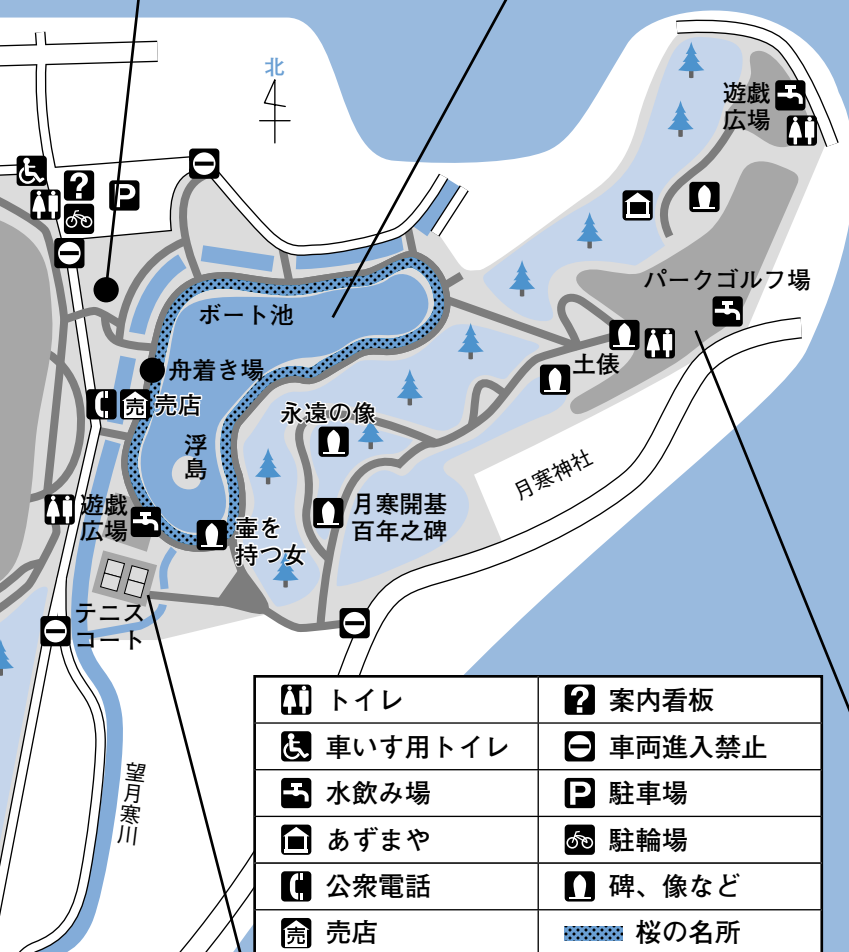 北
遊戯
広場
?
P
パークゴルフ場
ボート池
舟着き場
土俵
売
売店
永遠の像
浮島
月寒神社
遊戯
広場
月寒開基
百年之碑
壷を
持つ女
テニス
コート
望月寒川
トイレ
? 案内看板
車いす用トイレ
車両進入禁止
水飲み場
P 駐車場
あずまや
駐輪場
公衆電話
碑、像など
売 売店
桜の名所